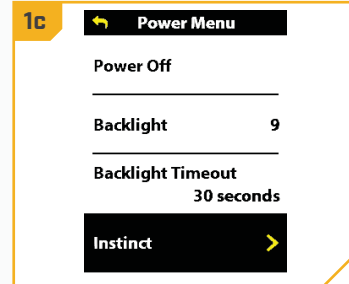 1c
Power Menu
Power Off
Backlight 9
Backlight Timeout
30 seconds
Instinct